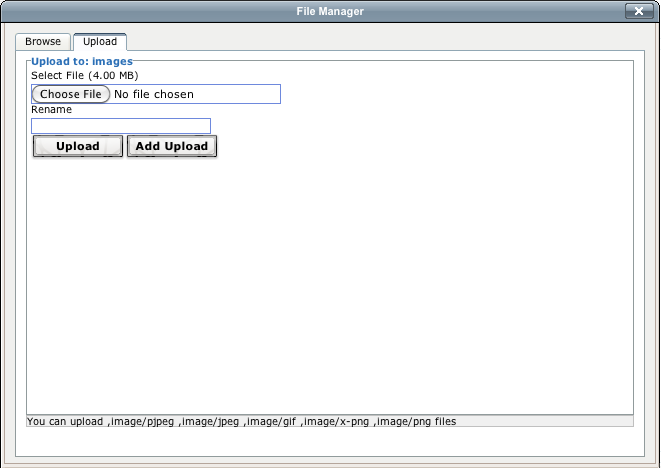 File Manager
Browse Upload
Upload to: images
Select File (4.00 MB)
Choose File No file chosen
Rename
Upload Add Upload
You can upload ,image/pjpeg ,image/jpeg ,image/gif ,image/x-png ,image/png files